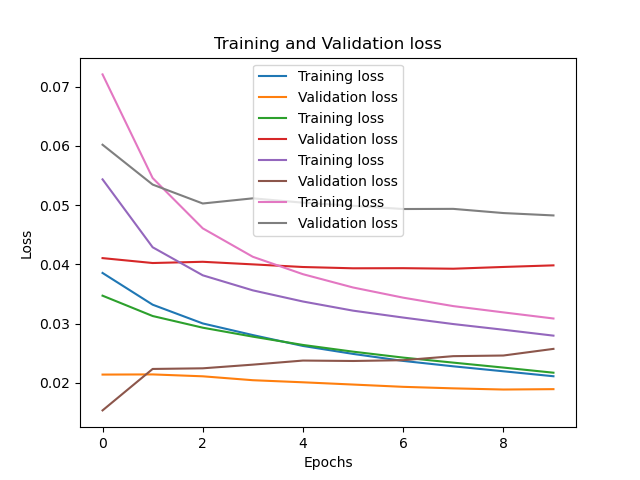 Training and Validation loss
Training loss
Validation loss
Training loss
Validation loss
Training loss
Validation loss
Training loss
Validation loss
0.07
0.06
0.05
0.04
0.03
0.02
Loss
0 2 4 6 8
Epochs